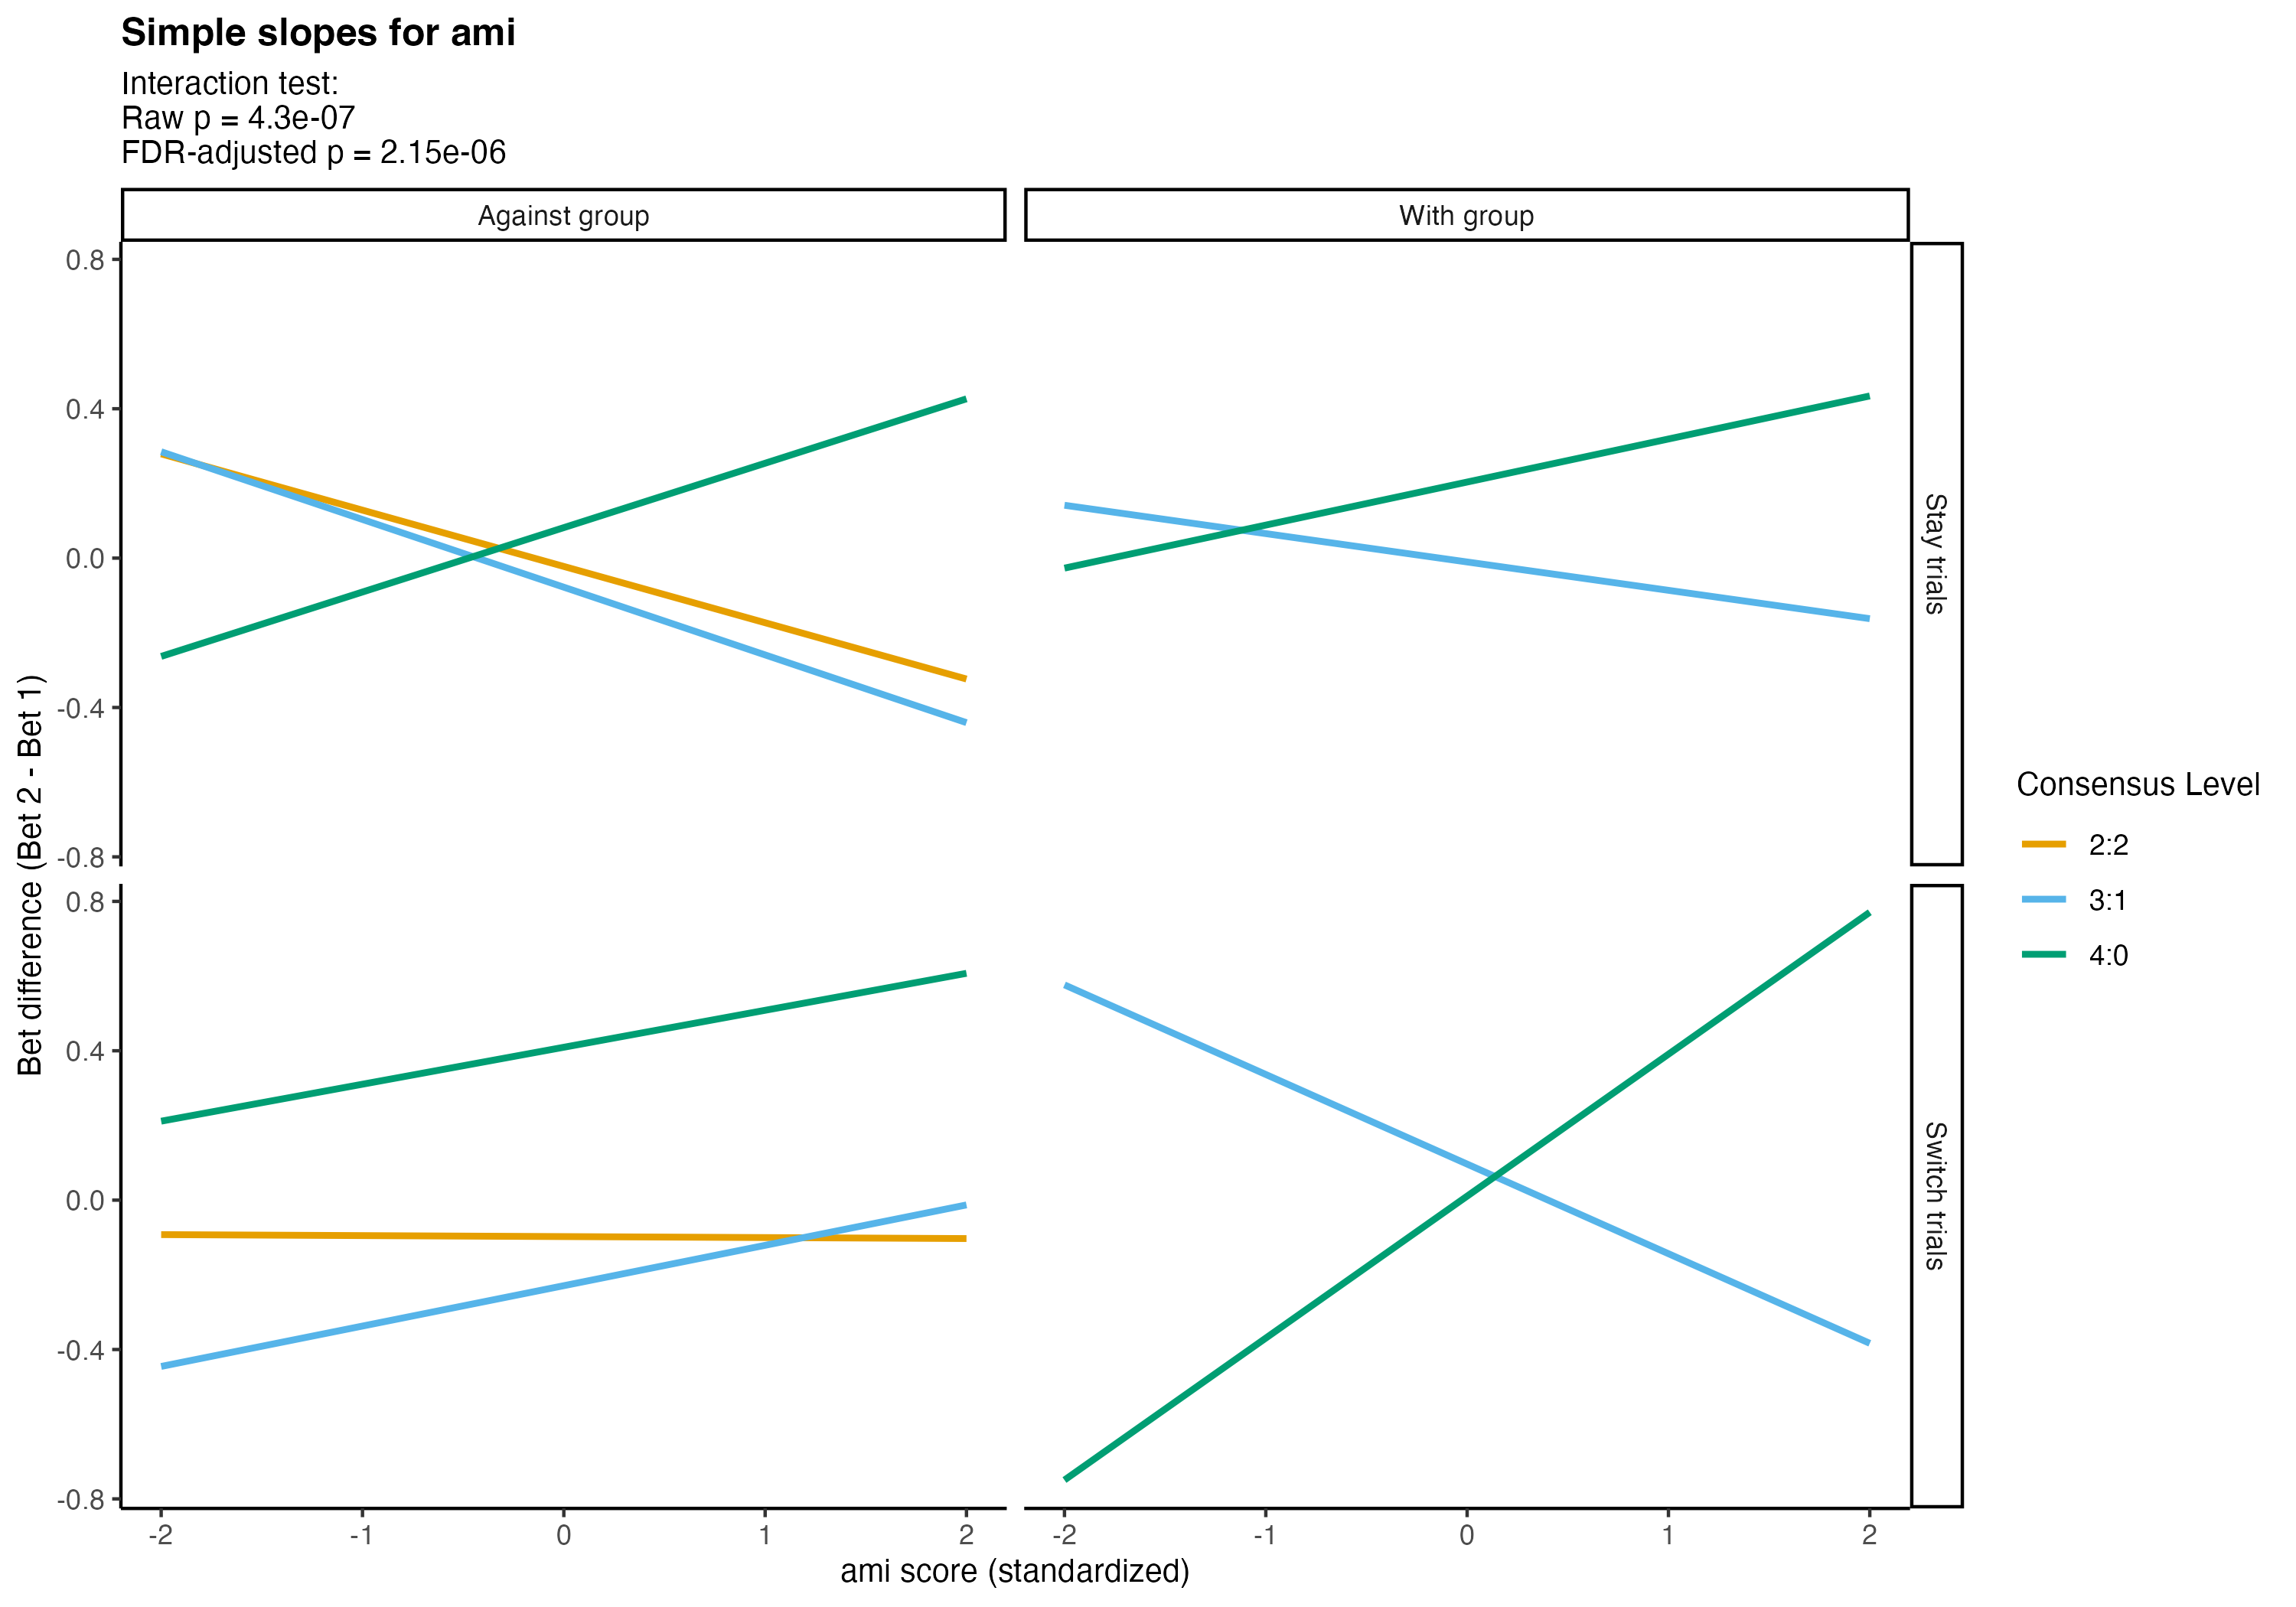 Simple slopes for ami
Interaction test:
Raw p = 4.3e-07
FDR-adjusted p = 2.15e-06
Against group
With group
0.8
0.4
0.0
-0.4
-0.8
Stay trials
0.8
0.4
0.0
-0.4
-0.8
Switch trials
Bet difference (Bet 2 - Bet 1)
-2
-1
0
1
2
-2
-1
0
1
2
ami score (standardized)
Consensus Level
2:2
3:1
4:0